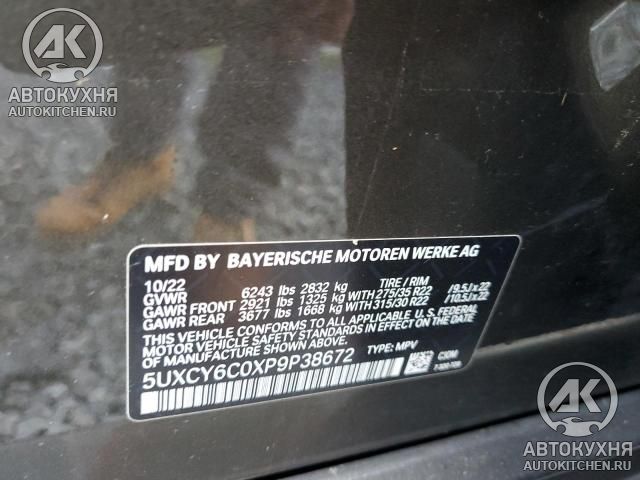 АК
АВТОКУХНЯ
AUTOKITCHEN.RU
MFD BY BAYERISCHE MOTOREN WERKE AG
10/22
GVWR 6243 lbs 2832 kg TIRE / RIM
GAWR FRONT 2921 lbs 1325 kg WITH 275/35 R22 /9.5Jx22
GAWR REAR 3677 lbs 1668 kg WITH 315/30 R22 /10.5Jx22
THIS VEHICLE CONFORMS TO ALL APPLICABLE U.S. FEDERAL
MOTOR VEHICLE SAFETY STANDARDS IN EFFECT
ON THE DATE OF MANUFACTURE SHOWN ABOVE.
5UXCY6C0XP9P38672 TYPE: MPV
АК
АВТОКУХНЯ
AUTOKITCHEN.RU